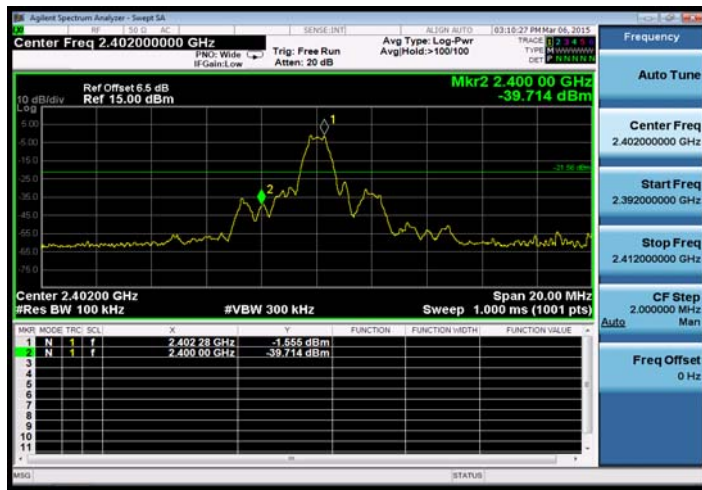 Agilent Spectrum Analyzer - Swept SA
RF 50 Ω AC SENSE:INT ALIGN AUTO 03:10:27 PM Mar 06, 2015
Center Freq 2.402000000 GHz
PNO: Wide
IFGain:Low
Trig: Free Run
Atten: 20 dB
Avg Type: Log-Pwr
Avg|Hold:>100/100
TRACE 1 2 3 4 5 6
TYPE M
DET P N N N N N
Ref Offset 6.5 dB
Ref 15.00 dBm
10 dB/div
Log
Mkr2 2.400 00 GHz
-39.714 dBm
5.00
-5.00
-15.0
-25.0
-35.0
-45.0
-55.0
-65.0
-75.0
1
2
-21.56 dBm
Center 2.40200 GHz
Span 20.00 MHz
#Res BW 100 kHz
#VBW 300 kHz
Sweep 1.000 ms (1001 pts)
MKR MODE TRC SCL X Y FUNCTION FUNCTION WIDTH FUNCTION VALUE
1 N 1 f 2.402 28 GHz -1.555 dBm
2 N 1 f 2.400 00 GHz -39.714 dBm
3
4
5
6
7
8
9
10
11
MSG
STATUS
Frequency
Auto Tune
Center Freq
2.402000000 GHz
Start Freq
2.392000000 GHz
Stop Freq
2.412000000 GHz
CF Step
2.000000 MHz
Auto Man
Freq Offset
0 Hz